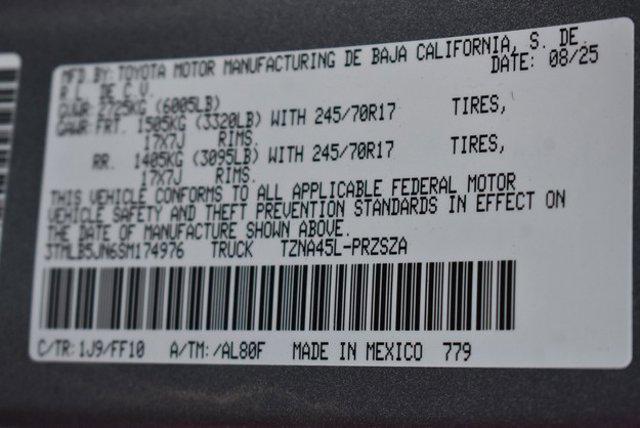 MFD.BY: TOYOTA MOTOR MANUFACTURING DE BAJA CALIFORNIA, S. DE
R.L. DE C.V. DATE: 08/25
GVWR: 2725KG (6005LB)
GAWR:FRT. 1505KG (3320LB) WITH 245/70R17 TIRES,
17X7J RIMS.
RR. 1405KG (3095LB) WITH 245/70R17 TIRES,
17X7J RIMS.
THIS VEHICLE CONFORMS TO ALL APPLICABLE FEDERAL MOTOR
VEHICLE SAFETY AND THEFT PREVENTION STANDARDS IN EFFECT ON
THE DATE OF MANUFACTURE SHOWN ABOVE.
3TMLB5JN6SM174976 TRUCK TZNA45L-PRZSZA
C/TR: 1J9/FF10 A/TM: /AL80F MADE IN MEXICO 779